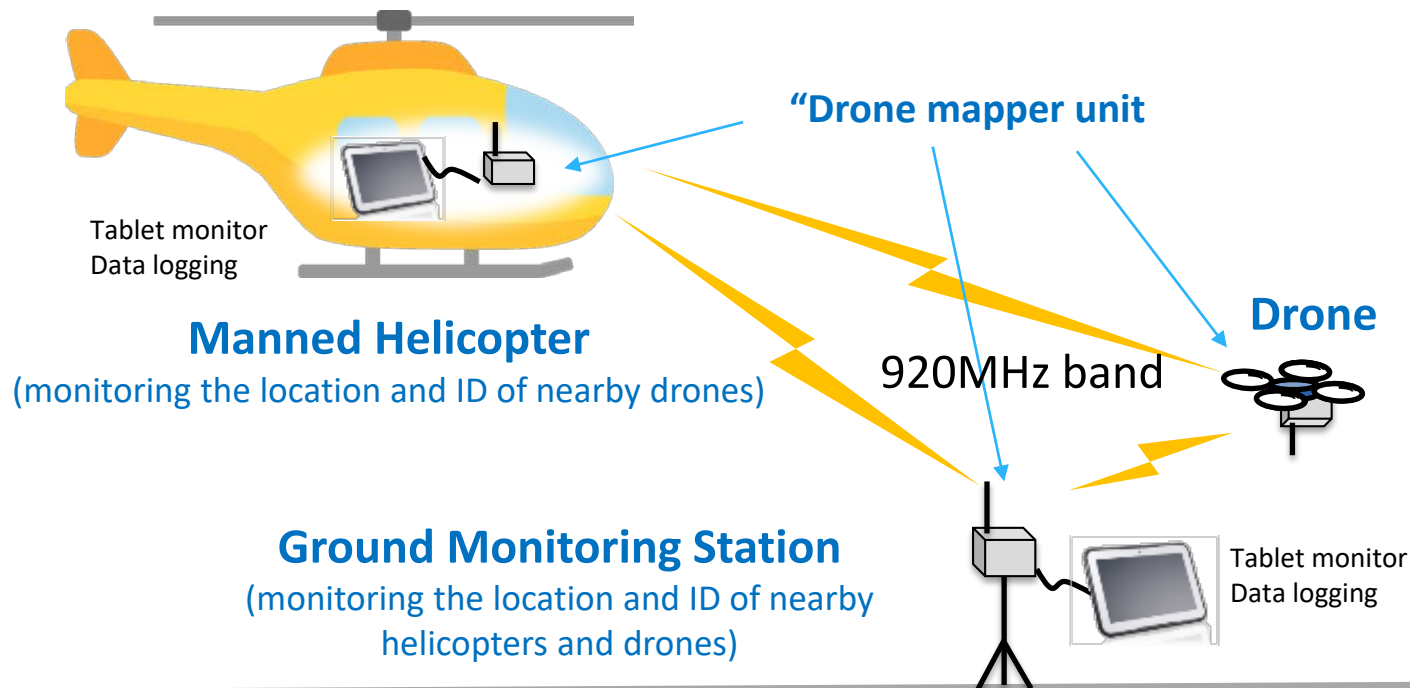 “Drone mapper unit
Tablet monitor
Data logging
Manned Helicopter
(monitoring the location and ID of nearby drones)
Drone
920MHz band
Ground Monitoring Station
(monitoring the location and ID of nearby
helicopters and drones)
Tablet monitor
Data logging